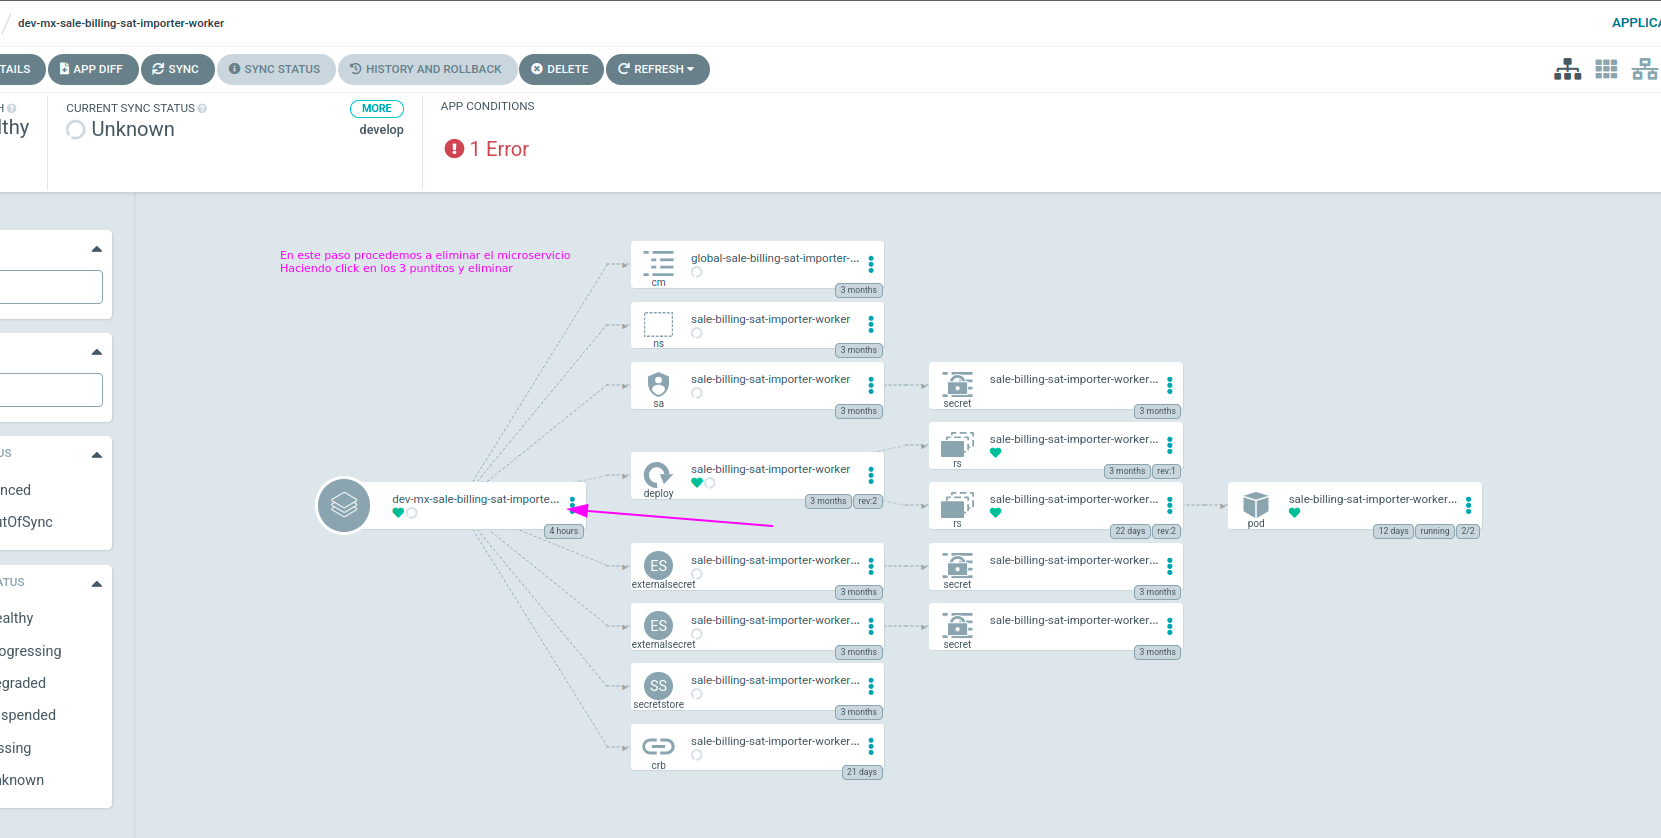 dev-mx-sale-billing-sat-importer-worker
APPLICA
TAILS
APP DIFF
SYNC
SYNC STATUS
HISTORY AND ROLLBACK
DELETE
REFRESH
H
lthy
CURRENT SYNC STATUS
MORE
Unknown
develop
APP CONDITIONS
1 Error
US
nced
utOfSync
ATUS
ealthy
ogressing
egraded
spended
ssing
nknown
En este paso procedemos a eliminar el microservicio
Haciendo click en los 3 puntitos y eliminar
dev-mx-sale-billing-sat-importe...
4 hours
global-sale-billing-sat-importer-...
cm
3 months
sale-billing-sat-importer-worker
ns
3 months
sale-billing-sat-importer-worker
sa
3 months
sale-billing-sat-importer-worker...
secret
3 months
sale-billing-sat-importer-worker
deploy
3 months
rev:2
sale-billing-sat-importer-worker...
rs
3 months
rev:1
sale-billing-sat-importer-worker...
rs
22 days
rev:2
sale-billing-sat-importer-worker...
pod
12 days
running
2/2
ES
sale-billing-sat-importer-worker...
externalsecret
3 months
sale-billing-sat-importer-worker...
secret
3 months
ES
sale-billing-sat-importer-worker...
externalsecret
3 months
sale-billing-sat-importer-worker...
secret
3 months
SS
sale-billing-sat-importer-worker...
secretstore
3 months
sale-billing-sat-importer-worker...
crb
21 days